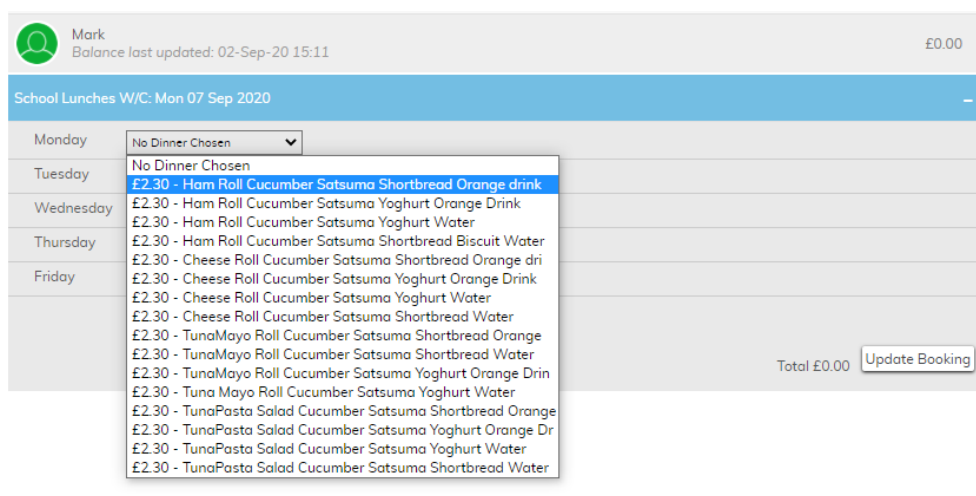 Mark
Balance last updated: 02-Sep-20 15:11
£0.00
School Lunches W/C: Mon 07 Sep 2020
Monday
No Dinner Chosen
Tuesday
Wednesday
Thursday
Friday
No Dinner Chosen
£2.30 - Ham Roll Cucumber Satsuma Shortbread Orange drink
£2.30 - Ham Roll Cucumber Satsuma Yoghurt Orange Drink
£2.30 - Ham Roll Cucumber Satsuma Yoghurt Water
£2.30 - Ham Roll Cucumber Satsuma Shortbread Biscuit Water
£2.30 - Cheese Roll Cucumber Satsuma Shortbread Orange dri
£2.30 - Cheese Roll Cucumber Satsuma Yoghurt Orange Drink
£2.30 - Cheese Roll Cucumber Satsuma Yoghurt Water
£2.30 - Cheese Roll Cucumber Satsuma Shortbread Water
£2.30 - TunaMayo Roll Cucumber Satsuma Shortbread Orange
£2.30 - TunaMayo Roll Cucumber Satsuma Shortbread Water
£2.30 - TunaMayo Roll Cucumber Satsuma Yoghurt Orange Drin
£2.30 - Tuna Mayo Roll Cucumber Satsuma Yoghurt Water
£2.30 - TunaPasta Salad Cucumber Satsuma Shortbread Orange
£2.30 - TunaPasta Salad Cucumber Satsuma Yoghurt Orange Dr
£2.30 - TunaPasta Salad Cucumber Satsuma Yoghurt Water
£2.30 - TunaPasta Salad Cucumber Satsuma Shortbread Water
Total £0.00
Update Booking